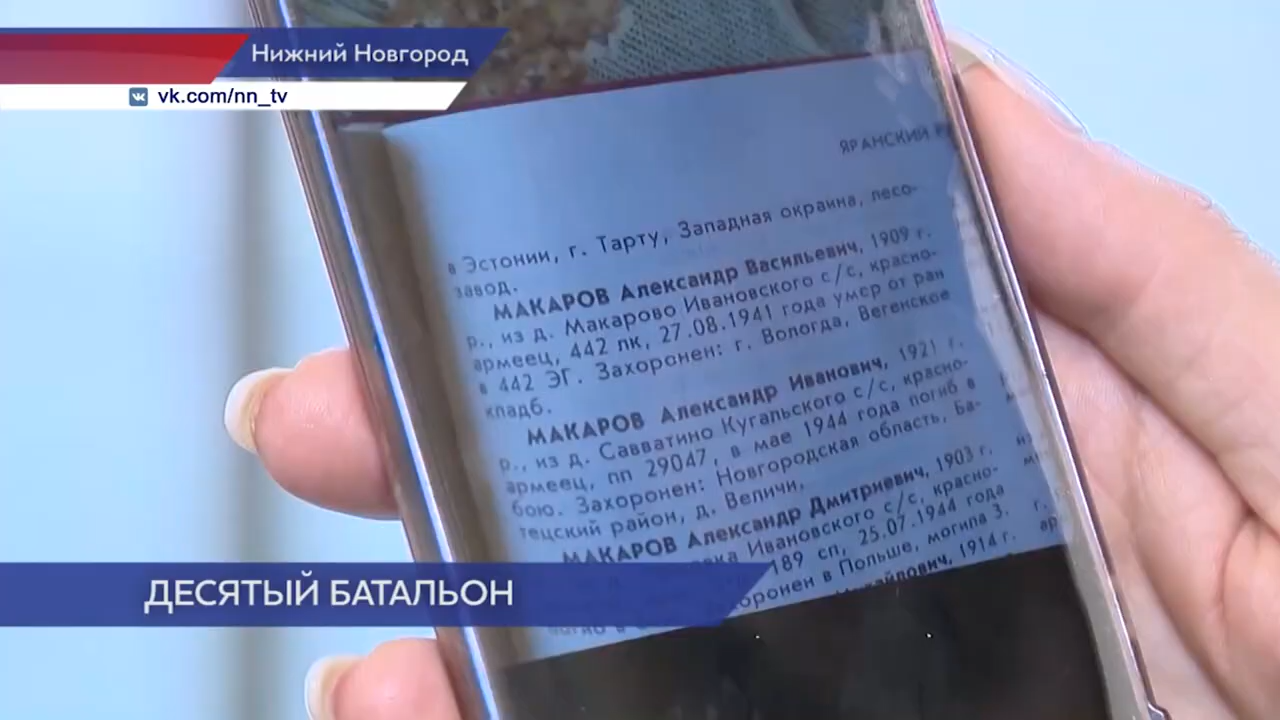 Нижний Новгород
vk.com/nn_tv
ЯРАНСКИЙ
в Эстонии, г. Тарту, Западная окраина, лесо-
завод.
МАКАРОВ Александр Васильевич, 1909 г.
р., из д. Макарово Ивановского с/с, красно-
армеец, 442 пк, 27.08.1941 года умер от ран
в 442 ЭГ. Захоронен: г. Вологда, Вегенское
кладб.
МАКАРОВ Александр Иванович, 1921 г.
р., из д. Савватино Кугальского с/с, красно-
армеец, пп 29047, в мае 1944 года погиб в
бою. Захоронен: Новгородская область, Ба-
тецский район, д. Величи.
МАКАРОВ Александр Дмитриевич, 1903 г.
Ивановского с/с, красно-
189 сп, 25.07.1944 года
в Польше, могила 3.
1914 г.
ДЕСЯТЫЙ БАТАЛЬОН